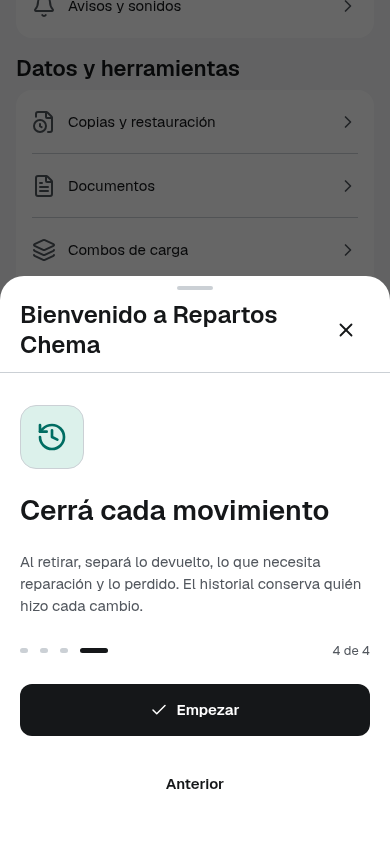 Avisos y sonidos
Datos y herramientas
Copias y restauración
Documentos
Combos de carga
Bienvenido a Repartos
Chema
Cerrá cada movimiento
Al retirar, separá lo devuelto, lo que necesita
reparación y lo perdido. El historial conserva quién
hizo cada cambio.
4 de 4
Empezar
Anterior